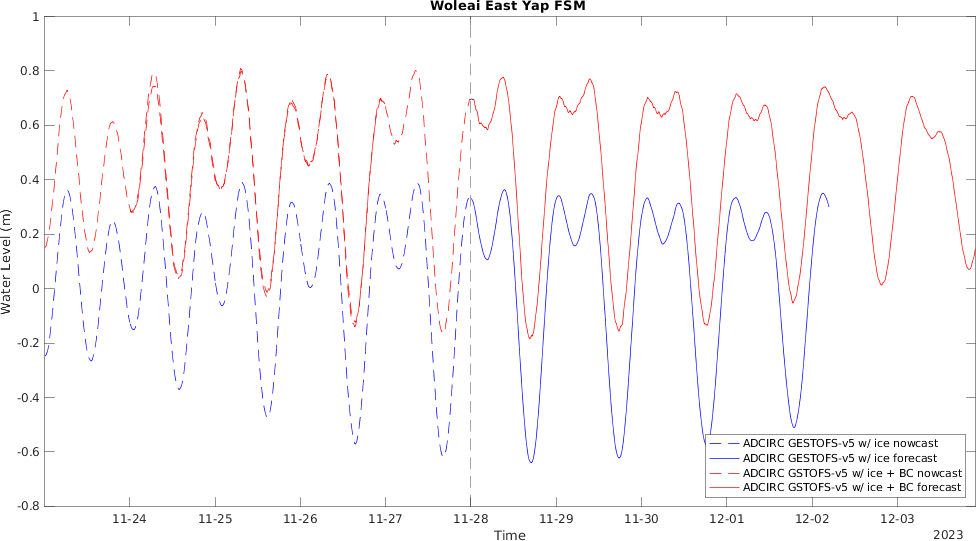 Woleai East Yap FSM
1
0.8
0.6
0.4
0.2
0
-0.2
-0.4
-0.6
-0.8
Water Level (m)
ADCIRC GESTOFS-v5 w/ ice nowcast
ADCIRC GESTOFS-v5 w/ ice forecast
ADCIRC GSTOFS-v5 w/ ice + BC nowcast
ADCIRC GSTOFS-v5 w/ ice + BC forecast
11-24 11-25 11-26 11-27 11-28 11-29 11-30 12-01 12-02 12-03
Time
2023